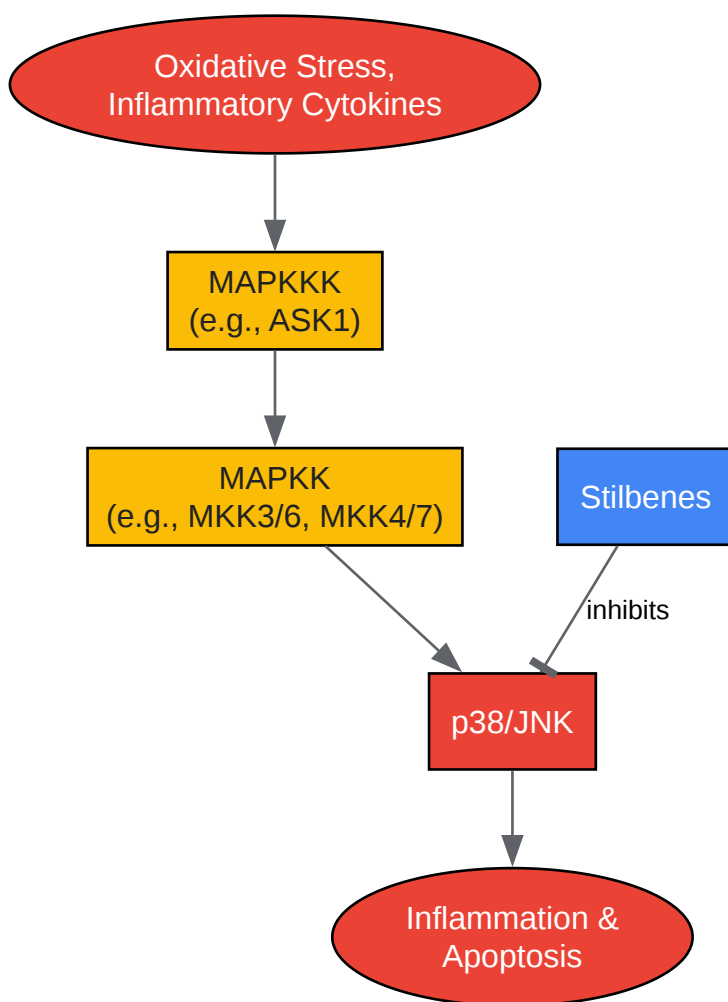 Oxidative Stress,
Inflammatory Cytokines
MAPKKK
(e.g., ASK1)
MAPKK
(e.g., MKK3/6, MKK4/7)
Stilbenes
inhibits
p38/JNK
Inflammation &
Apoptosis